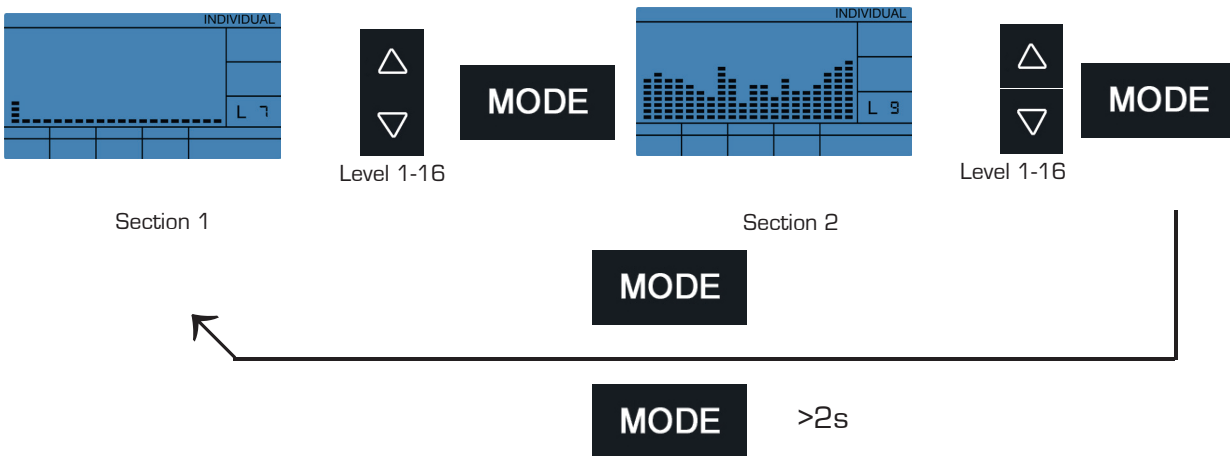 INDIVIDUAL
L 7
MODE
Level 1-16
Section 1
INDIVIDUAL
L 9
MODE
Level 1-16
Section 2
MODE
MODE >2s